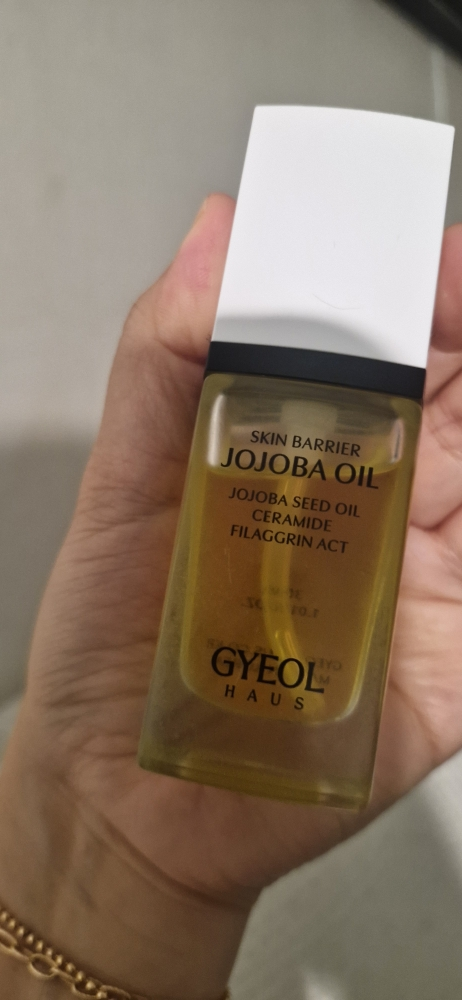 SKIN BARRIER
JOJOBA OIL
JOJOBA SEED OIL
CERAMIDE
FILAGGRIN ACT
GYEOL
HAUS